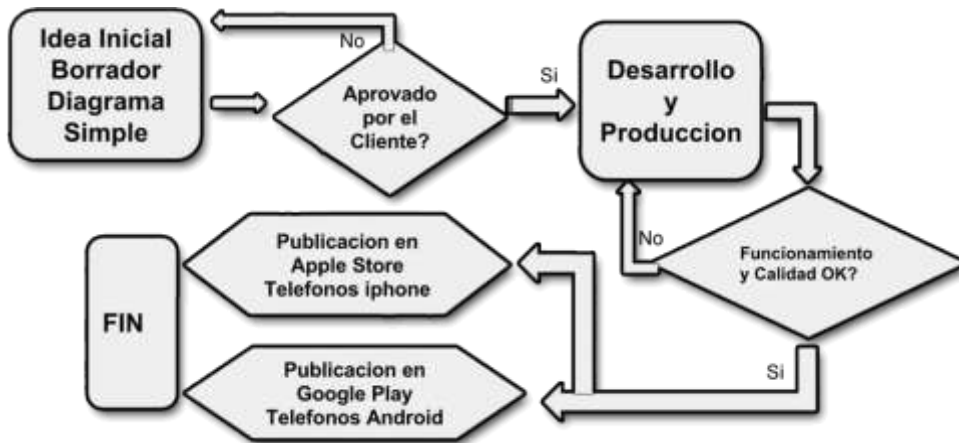 Idea Inicial
Borrador
Diagrama
Simple
No
Aprovado
por el
Cliente?
Si
Desarrollo
y
Produccion
No
Funcionamiento
y Calidad OK?
Si
Publicacion en
Apple Store
Telefonos iphone
Publicacion en
Google Play
Telefonos Android
FIN